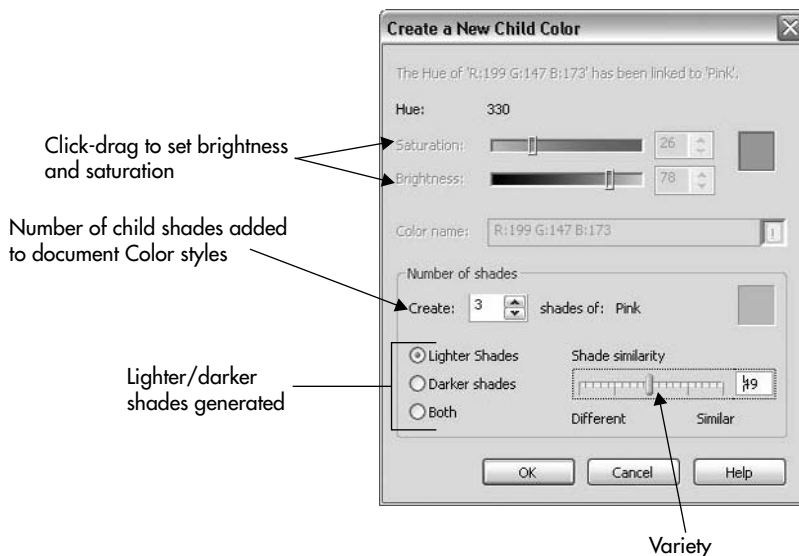 Create a New Child Color
The Hue of 'R:199 G:147 B:173' has been linked to 'Pink'.
Hue: 330
Click-drag to set brightness
and saturation
Saturation: 26
Brightness: 78
Number of child shades added
to document Color styles
Color name: R:199 G:147 B:173
Number of shades
Create: 3 shades of: Pink
Lighter/darker
shades generated
Lighter Shades
Darker shades
Both
Shade similarity
49
Different Similar
OK Cancel Help
Variety